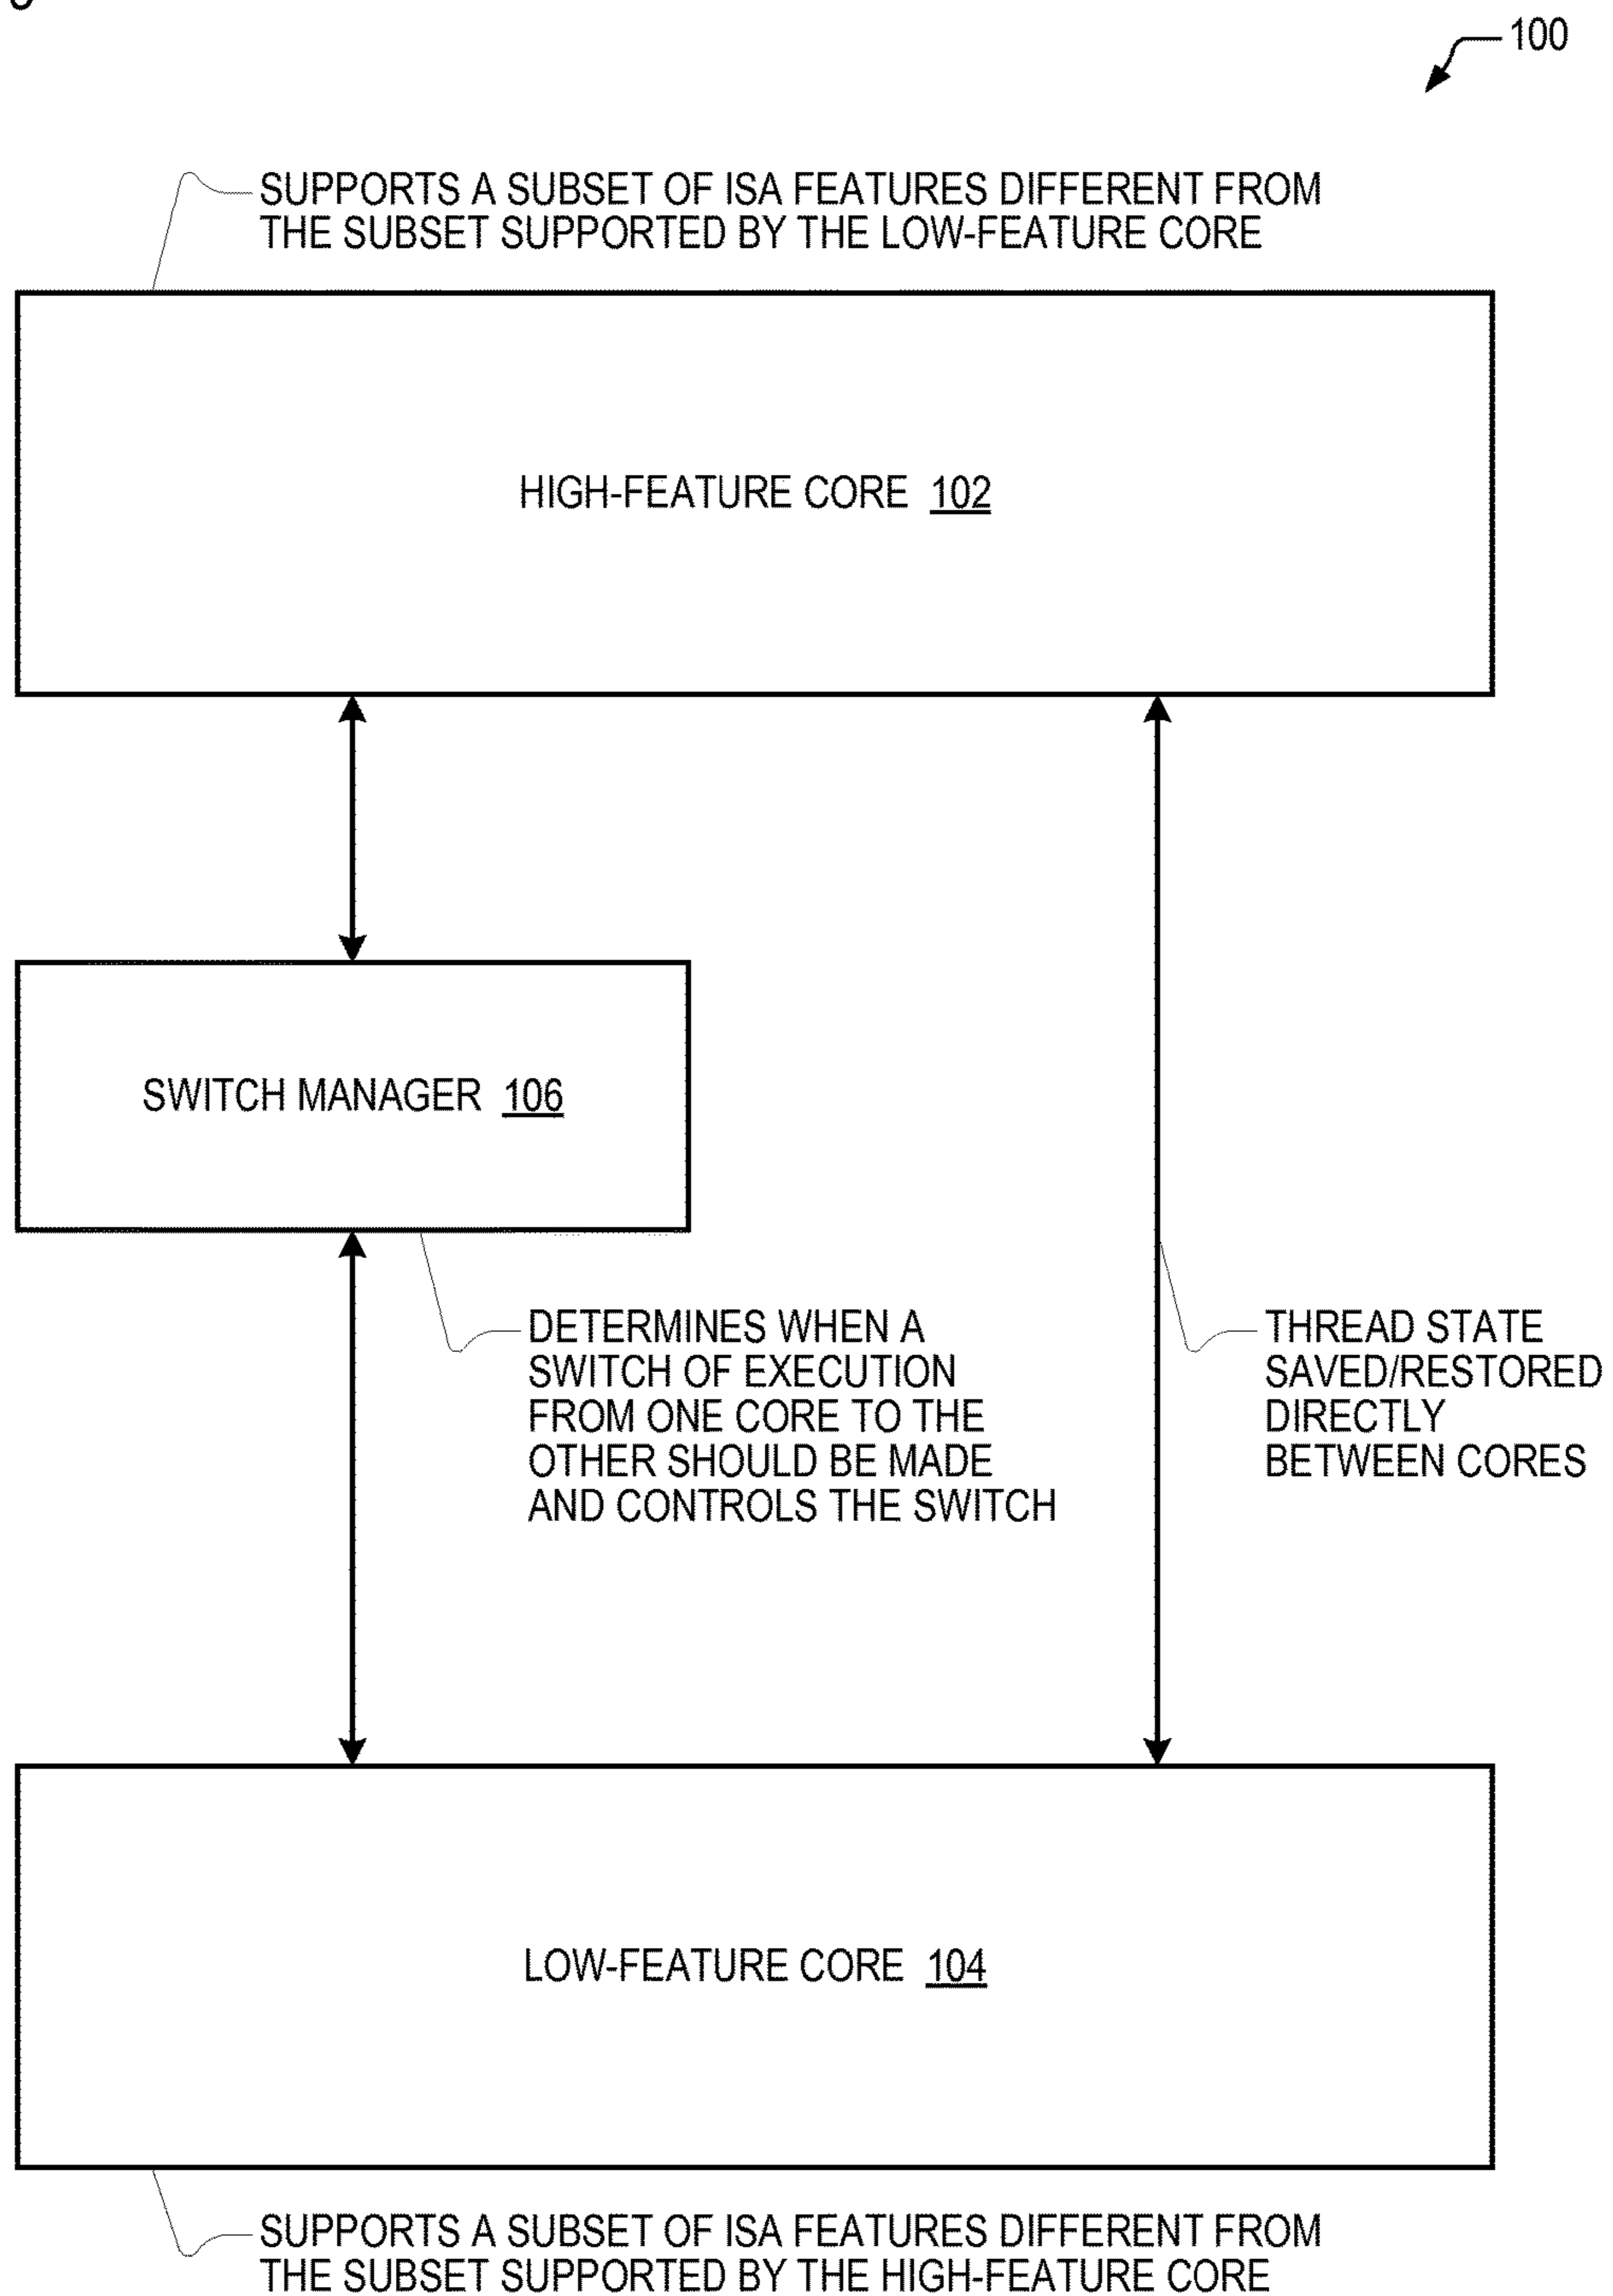 100
SUPPORTS A SUBSET OF ISA FEATURES DIFFERENT FROM
THE SUBSET SUPPORTED BY THE LOW-FEATURE CORE
HIGH-FEATURE CORE 102
SWITCH MANAGER 106
DETERMINES WHEN A
SWITCH OF EXECUTION
FROM ONE CORE TO THE
OTHER SHOULD BE MADE
AND CONTROLS THE SWITCH
THREAD STATE
SAVED/RESTORED
DIRECTLY
BETWEEN CORES
LOW-FEATURE CORE 104
SUPPORTS A SUBSET OF ISA FEATURES DIFFERENT FROM
THE SUBSET SUPPORTED BY THE HIGH-FEATURE CORE